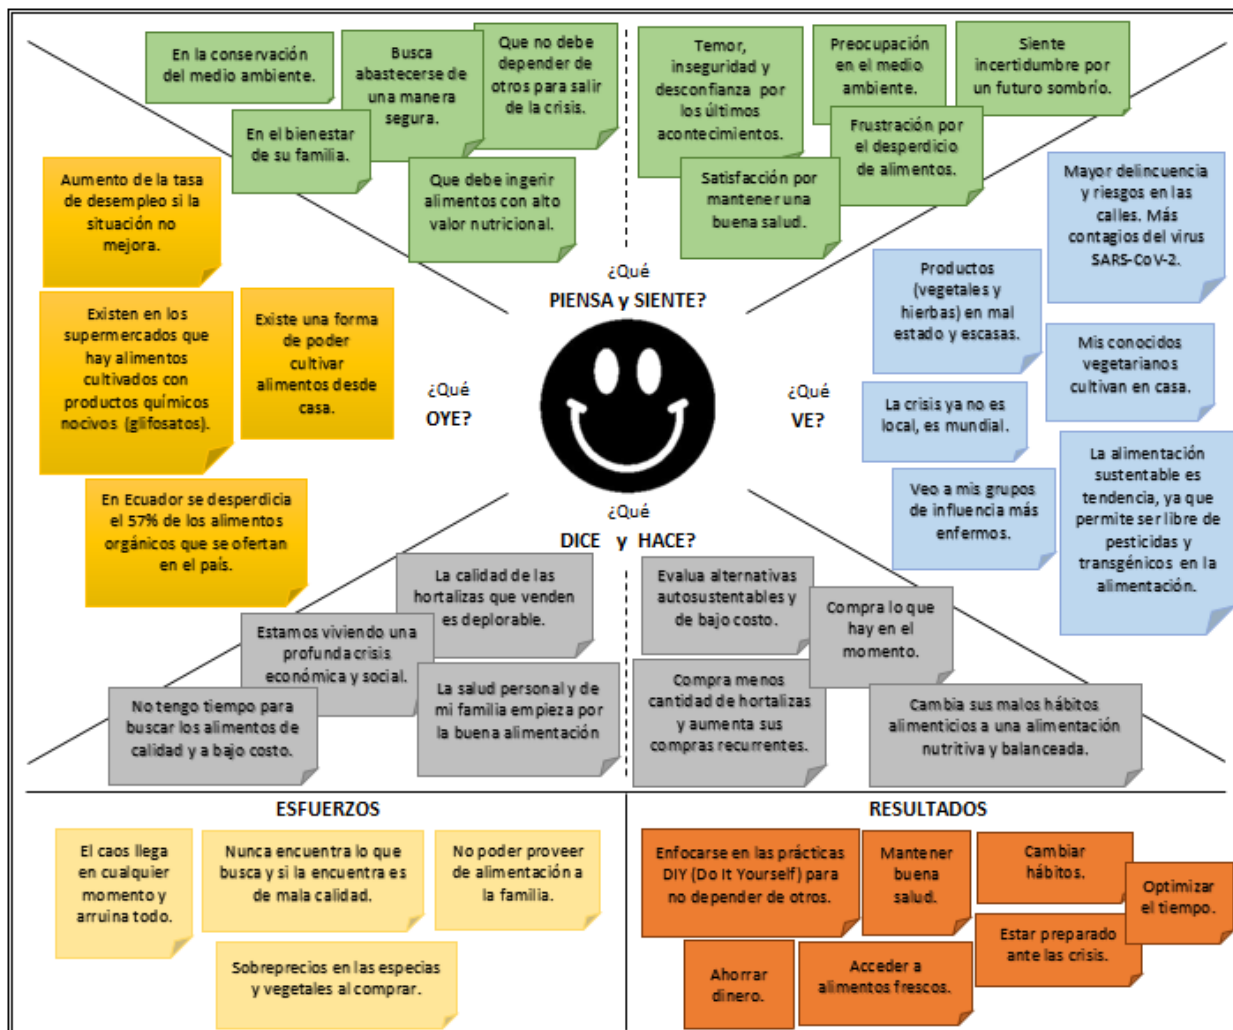 En la conservación
del medio ambiente.
Busca
abastecerse de
una manera
segura.
Que no debe
depender de
otros para salir
de la crisis.
En el bienestar
de su familia.
Que debe ingerir
alimentos con alto
valor nutricional.
Temor,
inseguridad y
desconfianza por
los últimos
acontecimientos.
Preocupación
en el medio
ambiente.
Siente
incertidumbre por
un futuro sombrío.
Frustración por
el desperdicio
de alimentos.
Satisfacción por
mantener una
buena salud.
¿Qué
PIENSA y SIENTE?
Aumento de la tasa
de desempleo si la
situación no
mejora.
Existen en los
supermercados que
hay alimentos
cultivados con
productos químicos
nocivos (glifosatos).
Existe una forma
de poder
cultivar
alimentos desde
casa.
En Ecuador se desperdicia
el 57% de los alimentos
orgánicos que se ofertan
en el país.
¿Qué
OYE?
¿Qué
VE?
Mayor delincuencia
y riesgos en las
calles. Más
contagios del virus
SARS-CoV-2.
Productos
(vegetales y
hierbas) en mal
estado y escasas.
Mis conocidos
vegetarianos
cultivan en casa.
La crisis ya no es
local, es mundial.
Veo a mis grupos
de influencia más
enfermos.
La alimentación
sustentable es
tendencia, ya que
permite ser libre de
pesticidas y
transgénicos en la
alimentación.
¿Qué
DICE y HACE?
La calidad de las
hortalizas que venden
es deplorable.
Estamos viviendo una
profunda crisis
económica y social.
No tengo tiempo para
buscar los alimentos de
calidad y a bajo costo.
La salud personal y de
mi familia empieza por
la buena alimentación
Evalua alternativas
autosustentables y
de bajo costo.
Compra lo que
hay en el
momento.
Compra menos
cantidad de hortalizas
y aumenta sus
compras recurrentes.
Cambia sus malos hábitos
alimenticios a una alimentación
nutritiva y balanceada.
ESFUERZOS
El caos llega
en cualquier
momento y
arruina todo.
Nunca encuentra lo que
busca y si la encuentra es
de mala calidad.
No poder proveer
de alimentación a
la familia.
Sobreprecios en las especias
y vegetales al comprar.
RESULTADOS
Enfocarse en las prácticas
DIY (Do It Yourself) para
no depender de otros.
Mantener
buena
salud.
Cambiar
hábitos.
Optimizar
el tiempo.
Ahorrar
dinero.
Acceder a
alimentos frescos.
Estar preparado
ante las crisis.